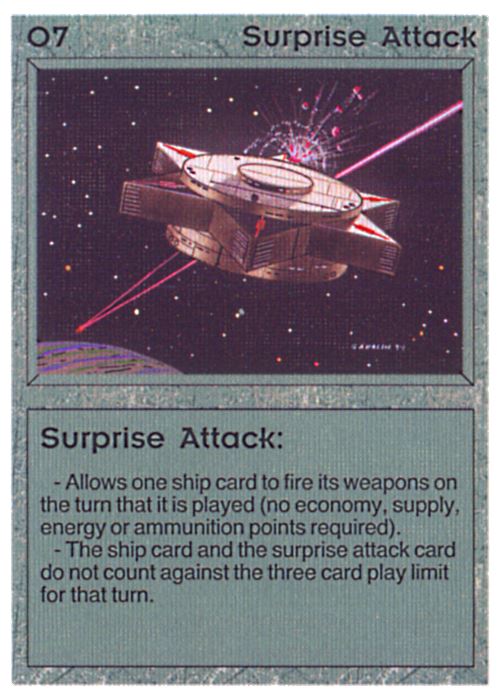 O7 Surprise Attack
Surprise Attack:
- Allows one ship card to fire its weapons on
the turn that it is played (no economy, supply,
energy or ammunition points required).
- The ship card and the surprise attack card
do not count against the three card play limit
for that turn.